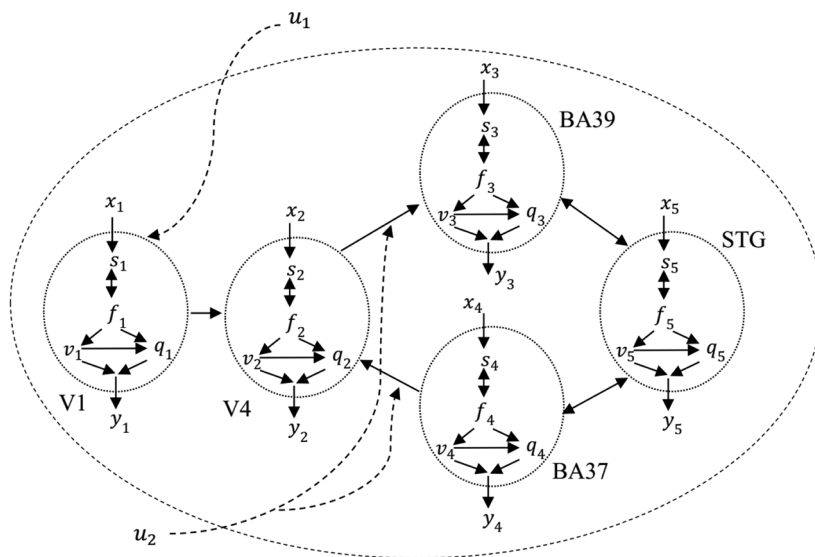 u₁
x₃
s₃
BA39
f₃
v₃ q₃
y₃
x₁
s₁
f₁
v₁ q₁
V1
y₁
x₂
s₂
f₂
v₂ q₂
V4
y₂
x₅
STG
s₅
f₅
v₅ q₅
y₅
x₄
s₄
f₄
v₄ q₄
BA37
y₄
u₂